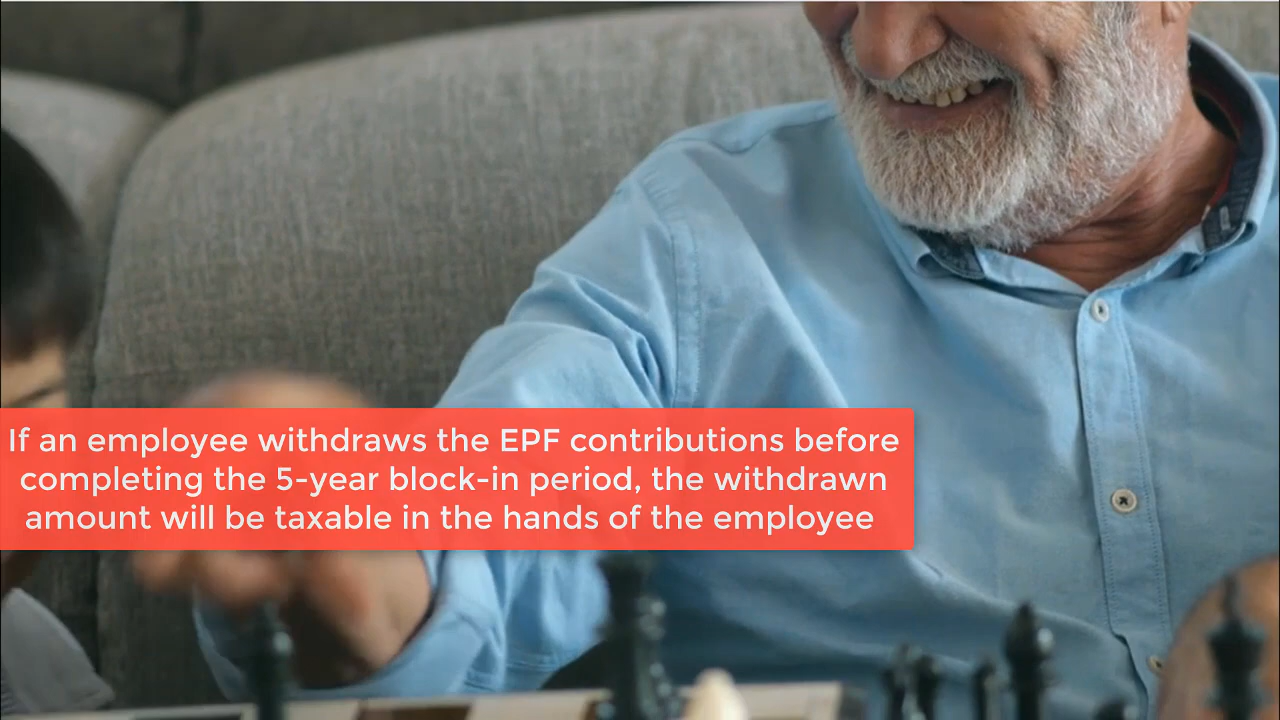 If an employee withdraws the EPF contributions before
completing the 5-year block-in period, the withdrawn
amount will be taxable in the hands of the employee